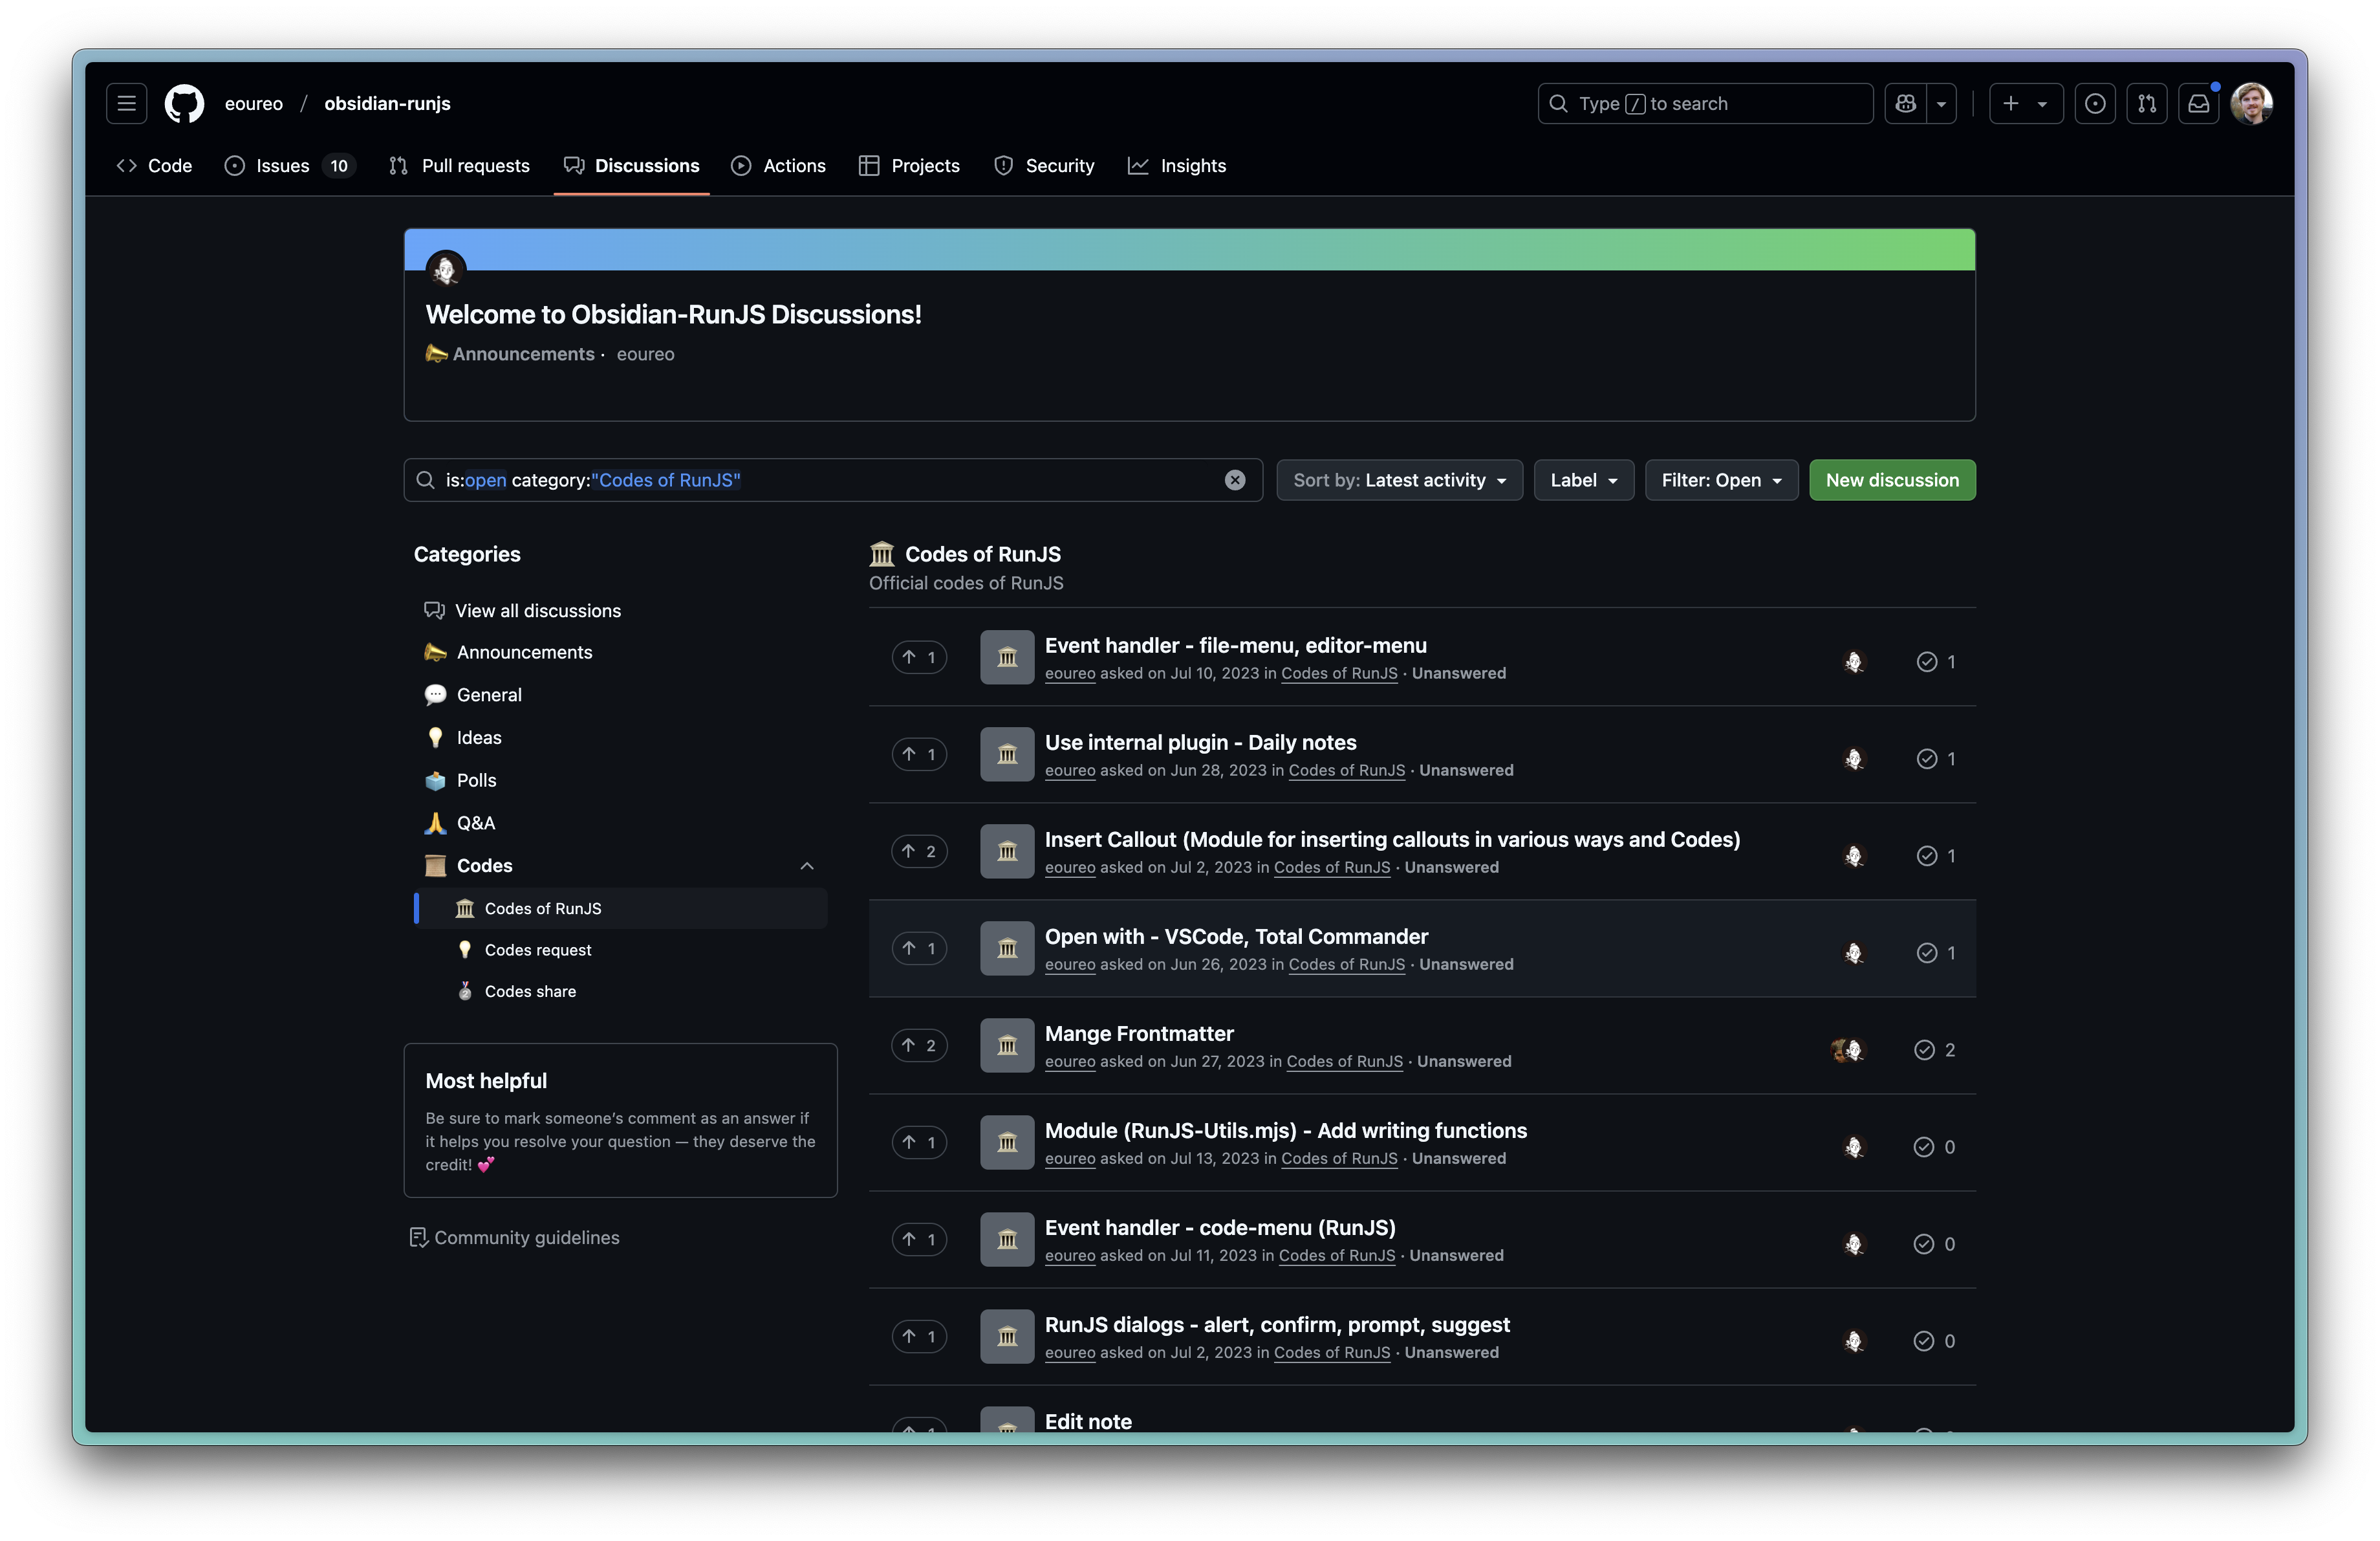 eoureo / obsidian-runjs
Type / to search
Code Issues 10 Pull requests Discussions Actions Projects Security Insights
Welcome to Obsidian-RunJS Discussions!
Announcements · eoureo
is:open category:"Codes of RunJS"
Sort by: Latest activity
Label
Filter: Open
New discussion
Categories
View all discussions
Announcements
General
Ideas
Polls
Q&A
Codes
Codes of RunJS
Codes request
Codes share
Most helpful
Be sure to mark someone's comment as an answer if
it helps you resolve your question — they deserve the
credit! 💕
Community guidelines
Codes of RunJS
Official codes of RunJS
1
Event handler - file-menu, editor-menu
eoureo asked on Jul 10, 2023 in Codes of RunJS · Unanswered
1
1
Use internal plugin - Daily notes
eoureo asked on Jun 28, 2023 in Codes of RunJS · Unanswered
1
2
Insert Callout (Module for inserting callouts in various ways and Codes)
eoureo asked on Jul 2, 2023 in Codes of RunJS · Unanswered
1
1
Open with - VSCode, Total Commander
eoureo asked on Jun 26, 2023 in Codes of RunJS · Unanswered
1
2
Mange Frontmatter
eoureo asked on Jun 27, 2023 in Codes of RunJS · Unanswered
2
1
Module (RunJS-Utils.mjs) - Add writing functions
eoureo asked on Jul 13, 2023 in Codes of RunJS · Unanswered
0
1
Event handler - code-menu (RunJS)
eoureo asked on Jul 11, 2023 in Codes of RunJS · Unanswered
0
1
RunJS dialogs - alert, confirm, prompt, suggest
eoureo asked on Jul 2, 2023 in Codes of RunJS · Unanswered
0
Edit note